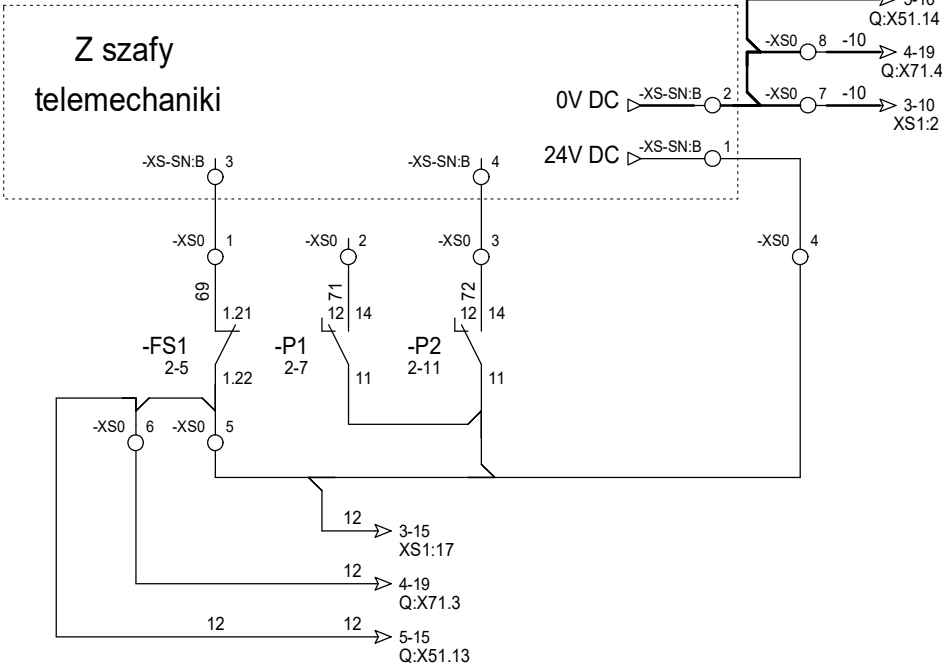 3-10
Q:X51.14
Z szafy
telemechaniki
-XS0 8 -10 4-19
Q:X71.4
0V DC -XS-SN:B 2 -XS0 7 -10 3-10
XS1:2
24V DC -XS-SN:B 1
-XS-SN:B 3
-XS-SN:B 4
-XS0 1
-XS0 2
-XS0 3
-XS0 4
69
71
72
1.21
12 14
12 14
-FS1
2-5
-P1
2-7
-P2
2-11
1.22
11
11
-XS0 6
-XS0 5
12 3-15
XS1:17
12 4-19
Q:X71.3
12 12 5-15
Q:X51.13